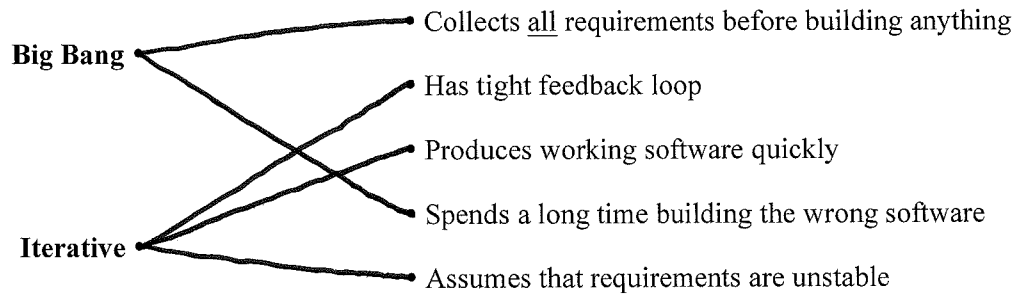 Collects all requirements before building anything
Big Bang
Has tight feedback loop
Produces working software quickly
Spends a long time building the wrong software
Iterative
Assumes that requirements are unstable